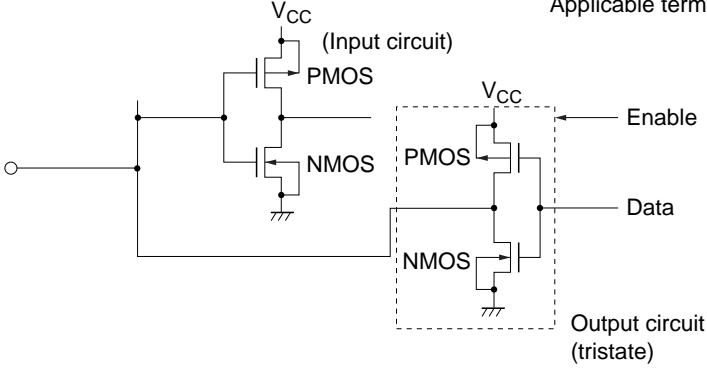 Applicable term
VCC
(Input circuit)
PMOS
VCC
Enable
PMOS
NMOS
Data
NMOS
Output circuit
(tristate)